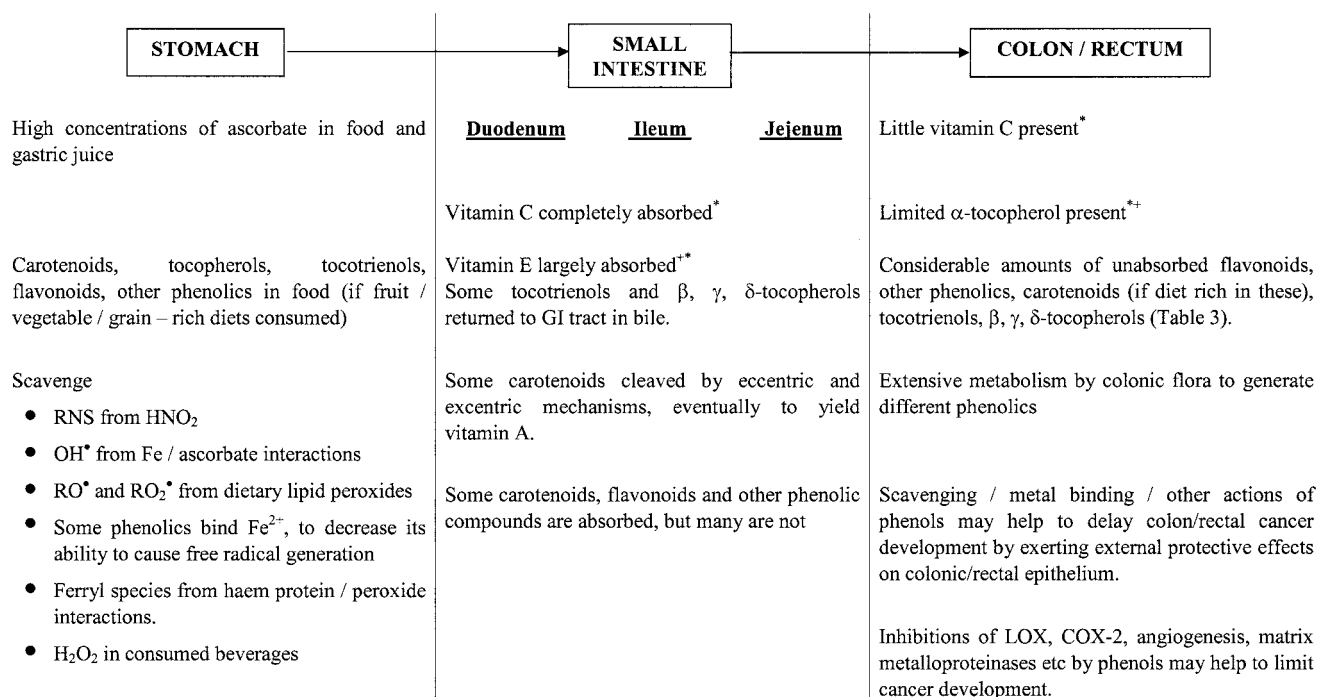 STOMACH
SMALL
INTESTINE
COLON / RECTUM
High concentrations of ascorbate in food and
gastric juice
Carotenoids, tocopherols, tocotrienols,
flavonoids, other phenolics in food (if fruit /
vegetable / grain – rich diets consumed)
Scavenge
• RNS from HNO₂
• OH• from Fe / ascorbate interactions
• RO• and RO₂• from dietary lipid peroxides
• Some phenolics bind Fe²⁺, to decrease its
ability to cause free radical generation
• Ferryl species from haem protein / peroxide
interactions.
• H₂O₂ in consumed beverages
Duodenum Ileum Jejenum
Vitamin C completely absorbed*
Vitamin E largely absorbed⁺*
Some tocotrienols and β, γ, δ-tocopherols
returned to GI tract in bile.
Some carotenoids cleaved by eccentric and
excentric mechanisms, eventually to yield
vitamin A.
Some carotenoids, flavonoids and other phenolic
compounds are absorbed, but many are not
Little vitamin C present*
Limited α-tocopherol present*⁺
Considerable amounts of unabsorbed flavonoids,
other phenolics, carotenoids (if diet rich in these),
tocotrienols, β, γ, δ-tocopherols (Table 3).
Extensive metabolism by colonic flora to generate
different phenolics
Scavenging / metal binding / other actions of
phenols may help to delay colon/rectal cancer
development by exerting external protective effects
on colonic/rectal epithelium.
Inhibitions of LOX, COX-2, angiogenesis, matrix
metalloproteinases etc by phenols may help to limit
cancer development.